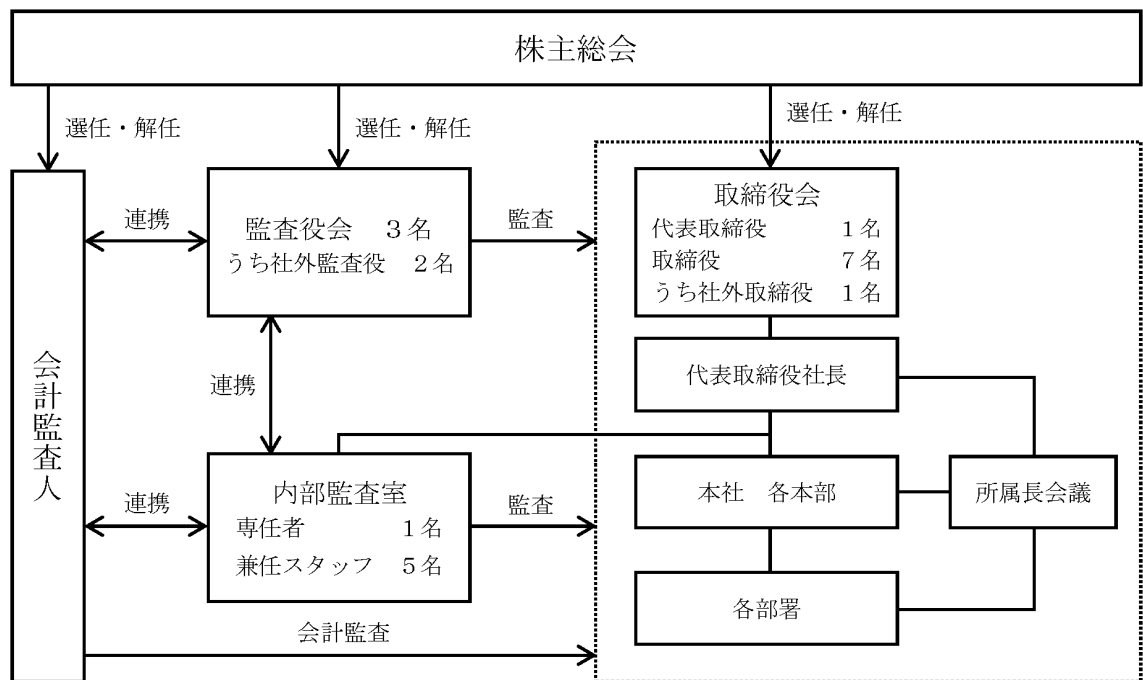 株主総会
選任・解任
選任・解任
選任・解任
会計監査人
連携
監査役会 3名
うち社外監査役 2名
監査
取締役会
代表取締役 1名
取締役 7名
うち社外取締役 1名
代表取締役社長
連携
内部監査室
専任者 1名
兼任スタッフ 5名
連携
監査
本社 各本部
所属長会議
各部署
会計監査